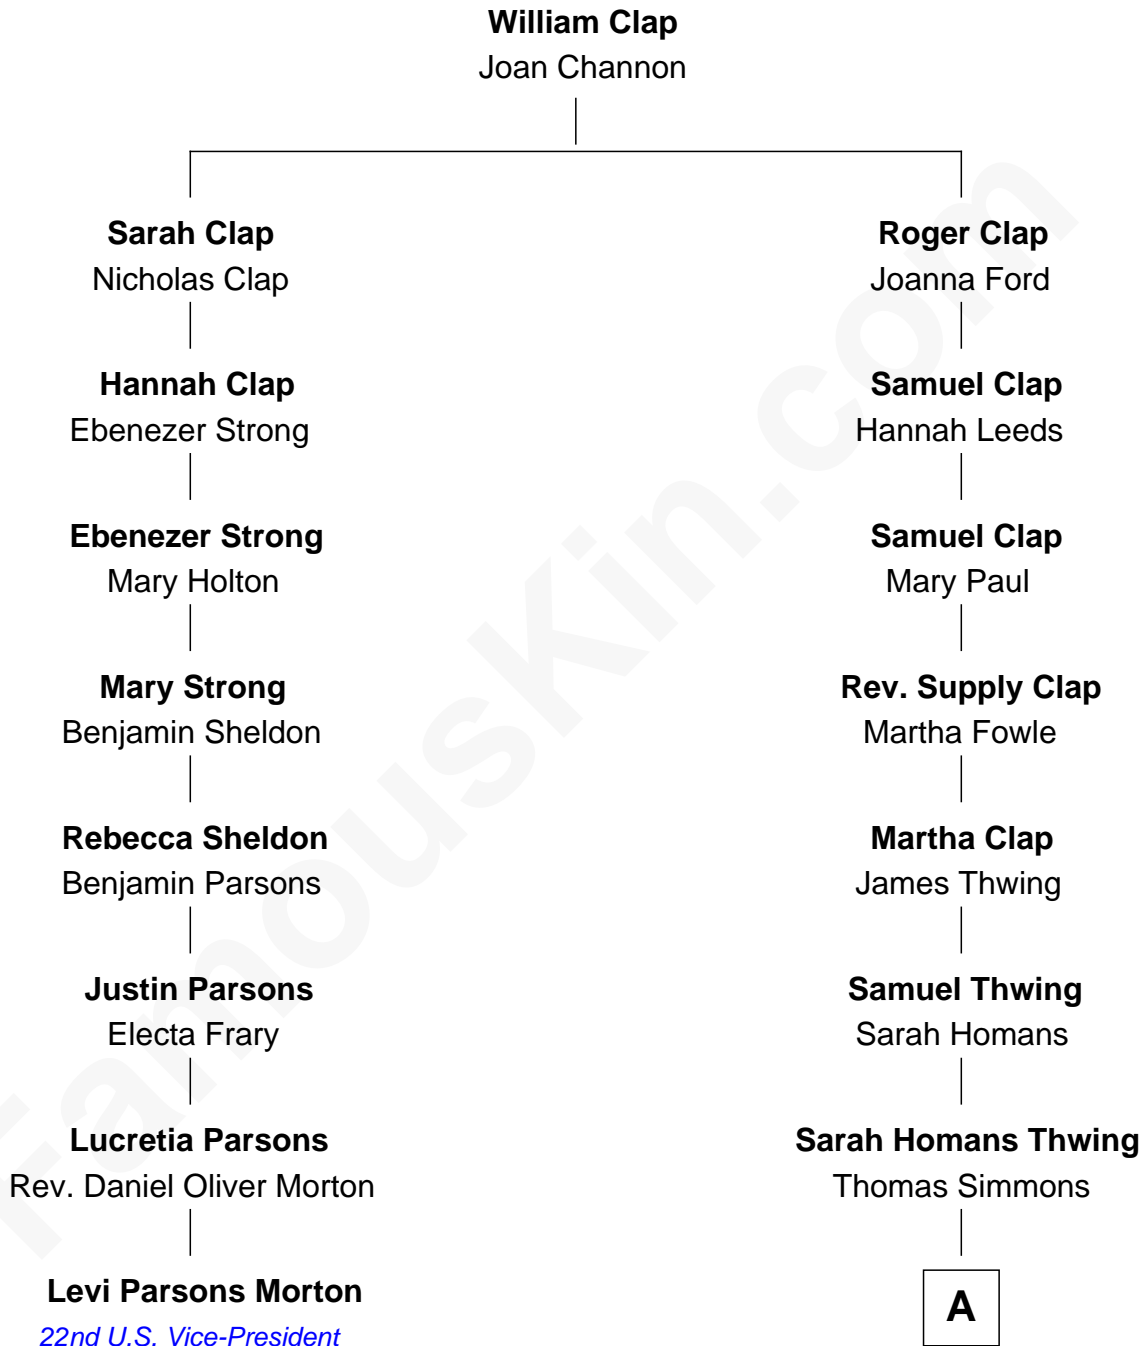 William Clap
Joan Channon
Sarah Clap
Nicholas Clap
Roger Clap
Joanna Ford
Hannah Clap
Ebenezer Strong
Samuel Clap
Hannah Leeds
Ebenezer Strong
Mary Holton
Samuel Clap
Mary Paul
Mary Strong
Benjamin Sheldon
Rev. Supply Clap
Martha Fowle
Rebecca Sheldon
Benjamin Parsons
Martha Clap
James Thwing
Justin Parsons
Electa Frary
Samuel Thwing
Sarah Homans
Lucretia Parsons
Rev. Daniel Oliver Morton
Sarah Homans Thwing
Thomas Simmons
Levi Parsons Morton
22nd U.S. Vice-President
A
FamousKin.com